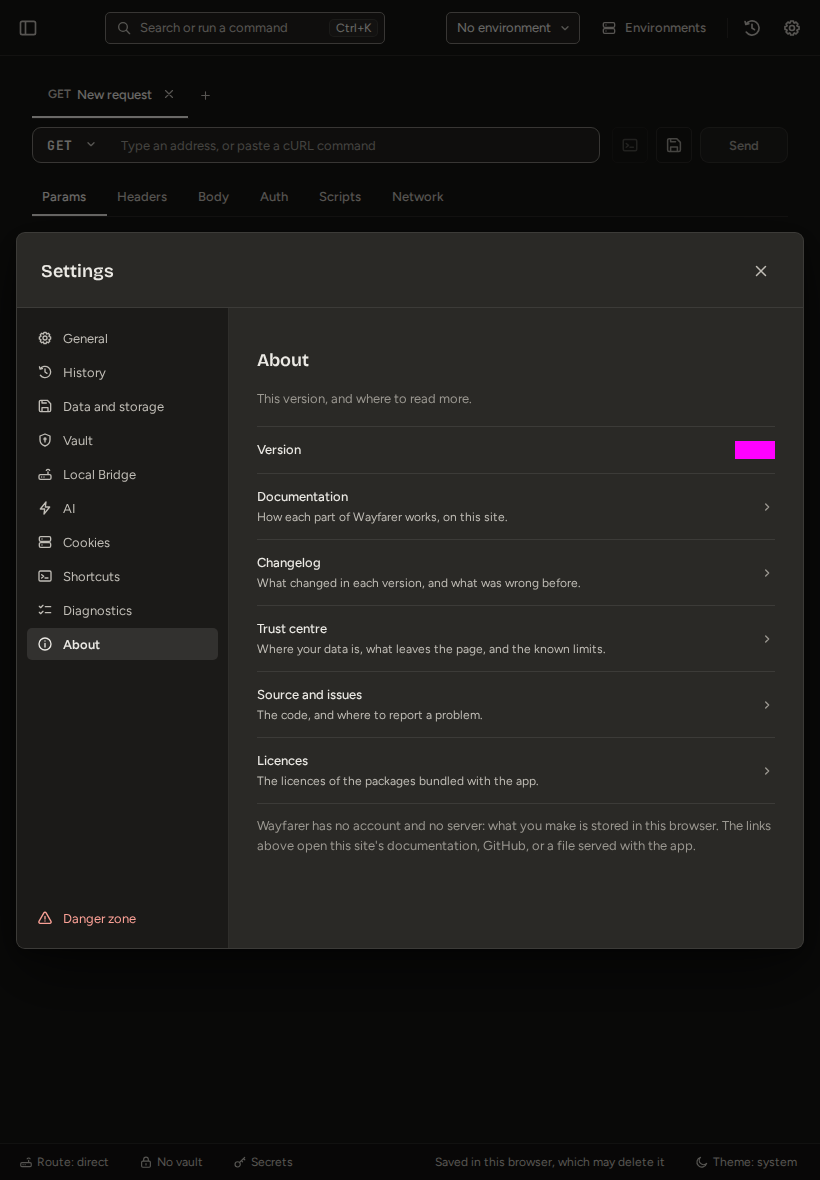 Search or run a command Ctrl+K No environment Environments
GET New request
GET Type an address, or paste a cURL command Send
Params Headers Body Auth Scripts Network
Settings
General
History
Data and storage
Vault
Local Bridge
AI
Cookies
Shortcuts
Diagnostics
About
Danger zone
About
This version, and where to read more.
Version
Documentation
How each part of Wayfarer works, on this site.
Changelog
What changed in each version, and what was wrong before.
Trust centre
Where your data is, what leaves the page, and the known limits.
Source and issues
The code, and where to report a problem.
Licences
The licences of the packages bundled with the app.
Wayfarer has no account and no server: what you make is stored in this browser. The links
above open this site's documentation, GitHub, or a file served with the app.
Route: direct No vault Secrets Saved in this browser, which may delete it Theme: system